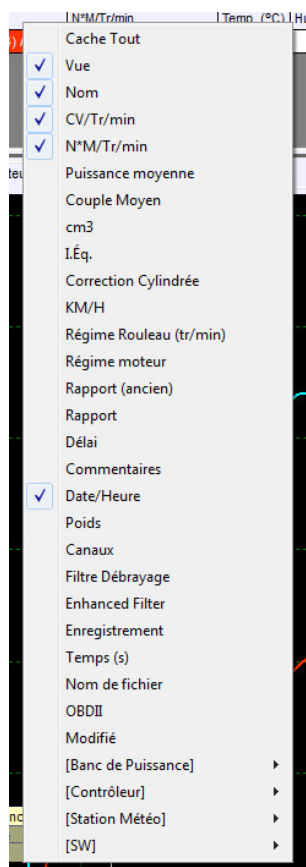 N*M/Tr/min Temp. (ºC)
Cache Tout
Vue
Nom
CV/Tr/min
N*M/Tr/min
Puissance moyenne
Couple Moyen
cm3
I.Éq.
Correction Cylindrée
KM/H
Régime Rouleau (tr/min)
Régime moteur
Rapport (ancien)
Rapport
Délai
Commentaires
Date/Heure
Poids
Canaux
Filtre Débrayage
Enhanced Filter
Enregistrement
Temps (s)
Nom de fichier
OBDII
Modifié
[Banc de Puissance]
[Contrôleur]
[Station Météo]
[SW]